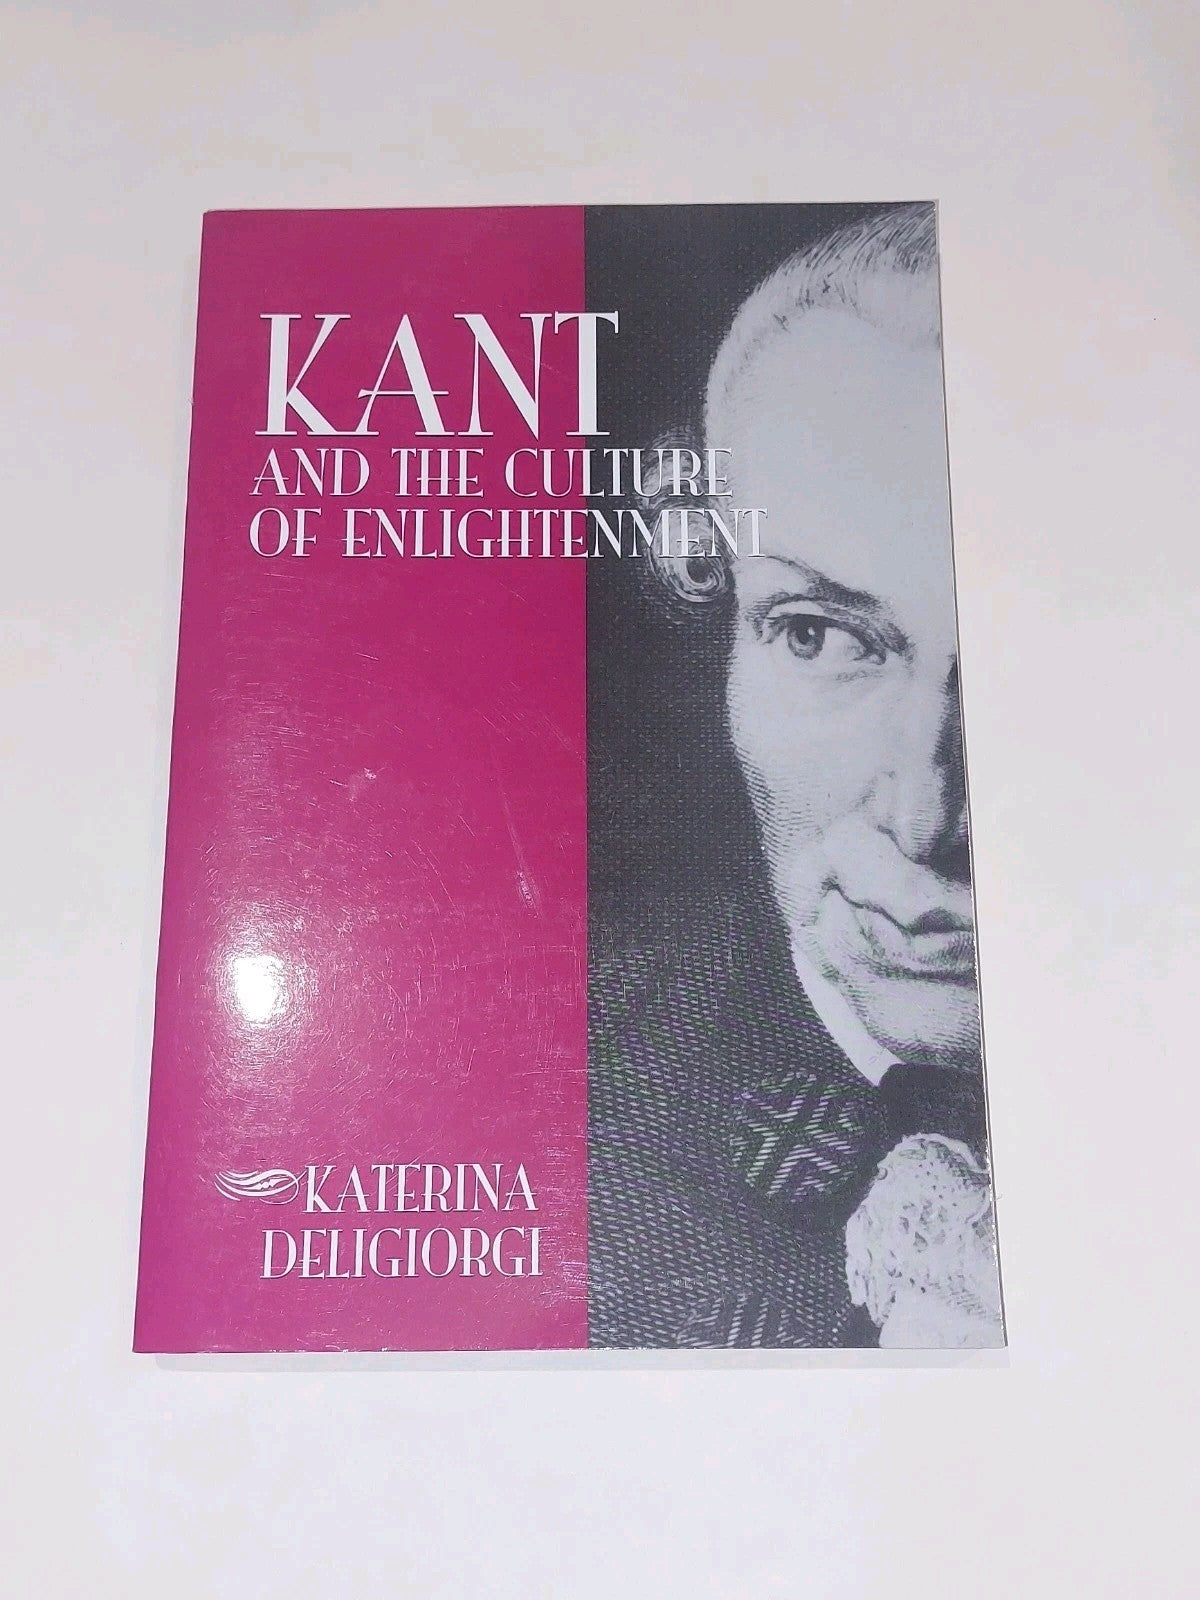 KANT
AND THE CULTURE
OF ENLIGHTENMENT
KATERINA
DELIGIORGI